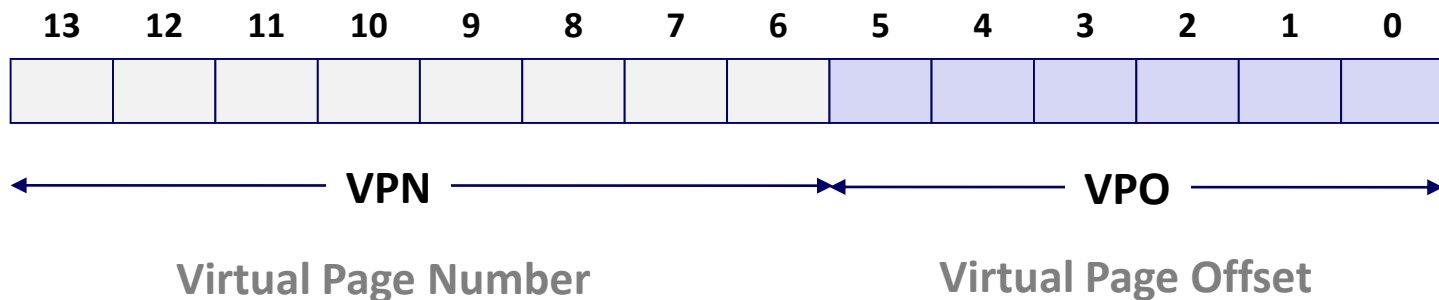 13 12 11 10 9 8 7 6 5 4 3 2 1 0
VPN VPO
Virtual Page Number Virtual Page Offset